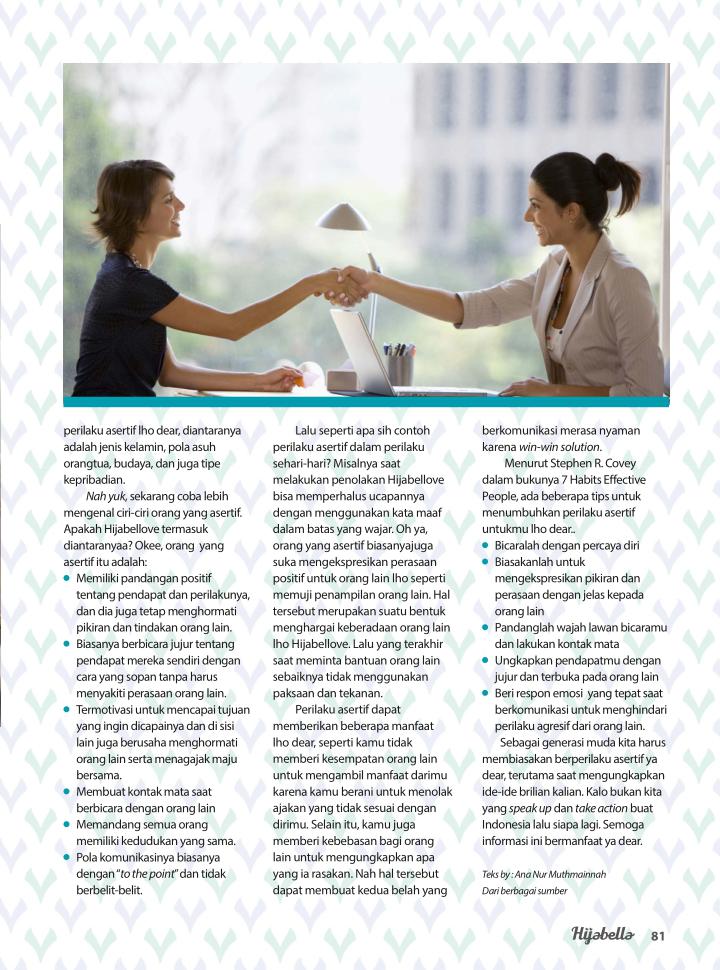 perilaku asertif lho dear, diantaranya
adalah jenis kelamin, pola asuh
orangtua, budaya, dan juga tipe
kepribadian.
Nah yuk, sekarang coba lebih
mengenal ciri-ciri orang yang asertif.
Apakah Hijabellove termasuk
diantaranyaa? Okee, orang yang
asertif itu adalah:
● Memiliki pandangan positif
tentang pendapat dan perilakunya,
dan dia juga tetap menghormati
pikiran dan tindakan orang lain.
● Biasanya berbicara jujur tentang
pendapat mereka sendiri dengan
cara yang sopan tanpa harus
menyakiti perasaan orang lain.
● Termotivasi untuk mencapai tujuan
yang ingin dicapainya dan di sisi
lain juga berusaha menghormati
orang lain serta menagajak maju
bersama.
● Membuat kontak mata saat
berbicara dengan orang lain
● Memandang semua orang
memiliki kedudukan yang sama.
● Pola komunikasinya biasanya
dengan “to the point” dan tidak
berbelit-belit.
Lalu seperti apa sih contoh
perilaku asertif dalam perilaku
sehari-hari? Misalnya saat
melakukan penolakan Hijabellove
bisa memperhalus ucapannya
dengan menggunakan kata maaf
dalam batas yang wajar. Oh ya,
orang yang asertif biasanyajuga
suka mengekspresikan perasaan
positif untuk orang lain lho seperti
memuji penampilan orang lain. Hal
tersebut merupakan suatu bentuk
menghargai keberadaan orang lain
lho Hijabellove. Lalu yang terakhir
saat meminta bantuan orang lain
sebaiknya tidak menggunakan
paksaan dan tekanan.
Perilaku asertif dapat
memberikan beberapa manfaat
lho dear, seperti kamu tidak
memberi kesempatan orang lain
untuk mengambil manfaat darimu
karena kamu berani untuk menolak
ajakan yang tidak sesuai dengan
dirimu. Selain itu, kamu juga
memberi kebebasan bagi orang
lain untuk mengungkapkan apa
yang ia rasakan. Nah hal tersebut
dapat membuat kedua belah yang
berkomunikasi merasa nyaman
karena win-win solution.
Menurut Stephen R. Covey
dalam bukunya 7 Habits Effective
People, ada beberapa tips untuk
menumbuhkan perilaku asertif
untukmu lho dear..
● Bicaralah dengan percaya diri
● Biasakanlah untuk
mengekspresikan pikiran dan
perasaan dengan jelas kepada
orang lain
● Pandanglah wajah lawan bicaramu
dan lakukan kontak mata
● Ungkapkan pendapatmu dengan
jujur dan terbuka pada orang lain
● Beri respon emosi yang tepat saat
berkomunikasi untuk menghindari
perilaku agresif dari orang lain.
Sebagai generasi muda kita harus
membiasakan berperilaku asertif ya
dear, terutama saat mengungkapkan
ide-ide brilian kalian. Kalo bukan kita
yang speak up dan take action buat
Indonesia lalu siapa lagi. Semoga
informasi ini bermanfaat ya dear.
Teks by : Ana Nur Muthmainnah
Dari berbagai sumber
Hijabella 81